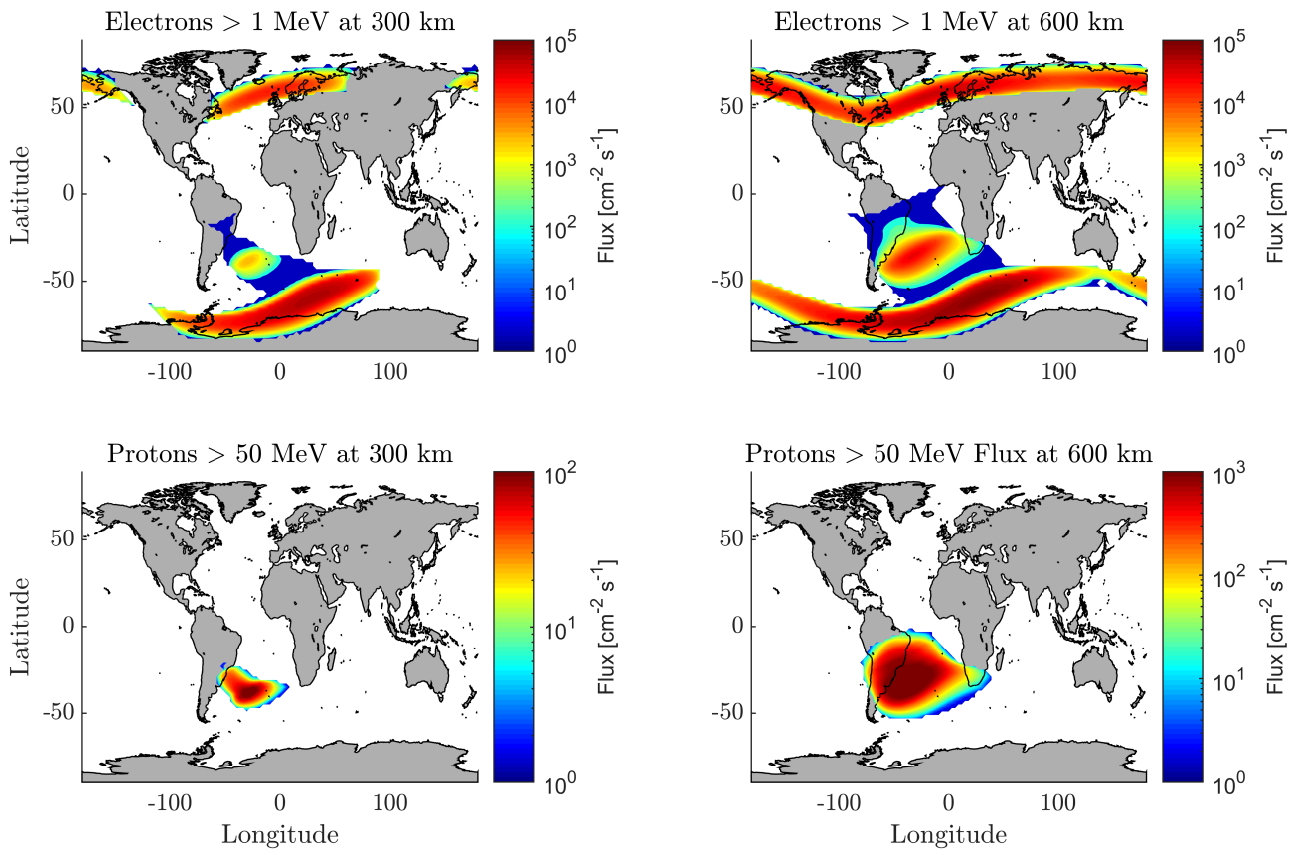 Electrons > 1 MeV at 300 km
Latitude
50
0
-50
-100 0 100
10^5
10^4
10^3
10^2
10^1
10^0
Flux [cm^-2 s^-1]
Electrons > 1 MeV at 600 km
50
0
-50
-100 0 100
10^5
10^4
10^3
10^2
10^1
10^0
Flux [cm^-2 s^-1]
Protons > 50 MeV at 300 km
Latitude
50
0
-50
-100 0 100
Longitude
10^2
10^1
10^0
Flux [cm^-2 s^-1]
Protons > 50 MeV Flux at 600 km
50
0
-50
-100 0 100
Longitude
10^3
10^2
10^1
10^0
Flux [cm^-2 s^-1]